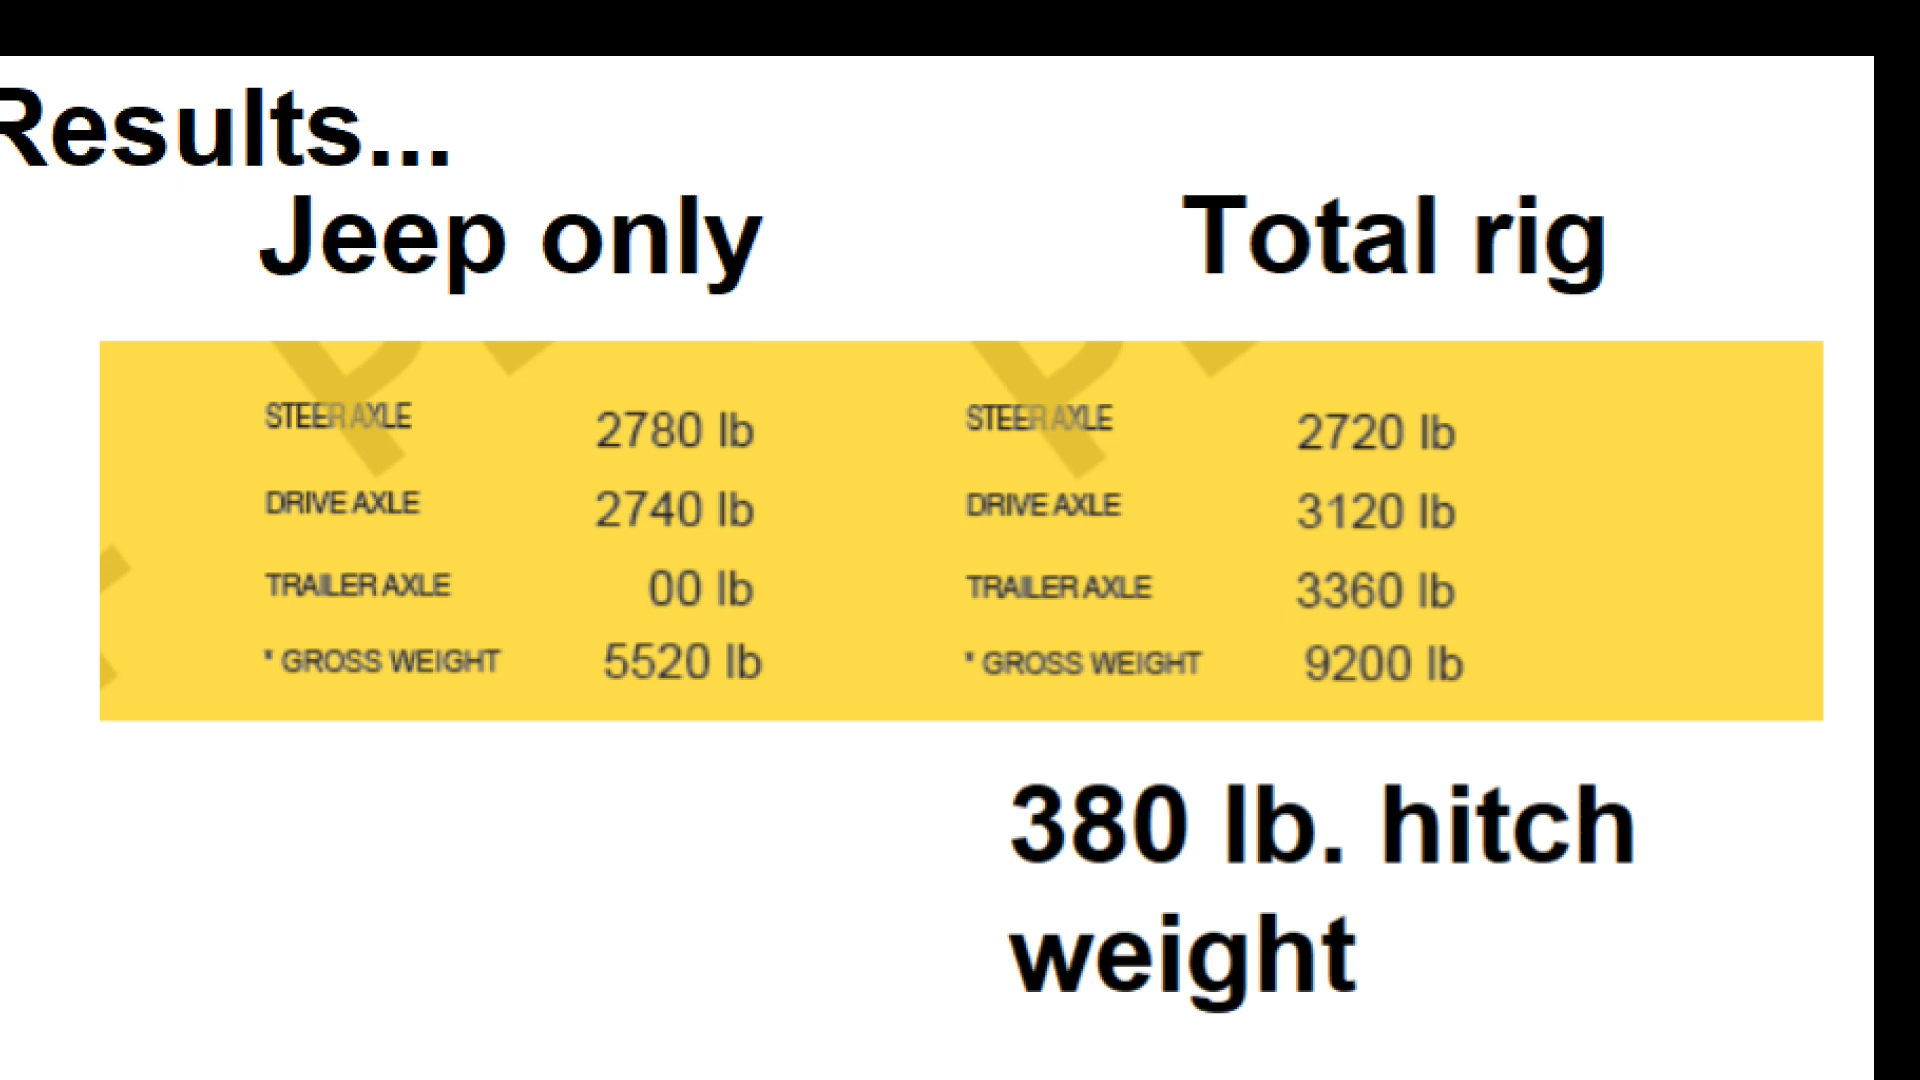 Results...
Jeep only
Total rig
STEER AXLE 2780 lb
DRIVE AXLE 2740 lb
TRAILER AXLE 00 lb
* GROSS WEIGHT 5520 lb
STEER AXLE 2720 lb
DRIVE AXLE 3120 lb
TRAILER AXLE 3360 lb
* GROSS WEIGHT 9200 lb
380 lb. hitch
weight